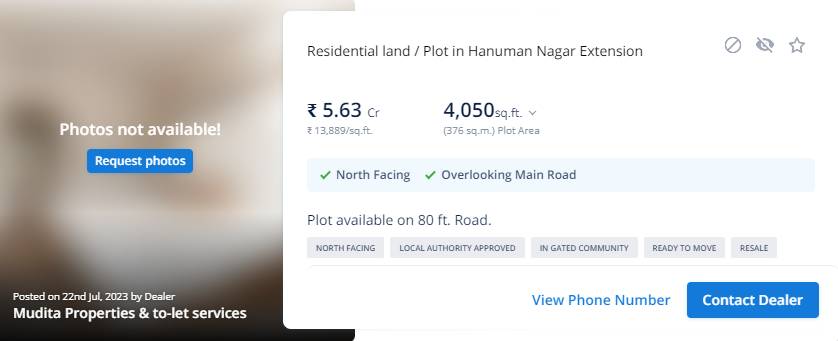 Photos not available!
Request photos
Posted on 22nd Jul, 2023 by Dealer
Mudita Properties & to-let services
Residential land / Plot in Hanuman Nagar Extension
₹ 5.63 Cr
₹ 13,889/sq.ft.
4,050sq.ft.
(376 sq.m.) Plot Area
North Facing Overlooking Main Road
Plot available on 80 ft. Road.
NORTH FACING LOCAL AUTHORITY APPROVED IN GATED COMMUNITY READY TO MOVE RESALE
View Phone Number Contact Dealer